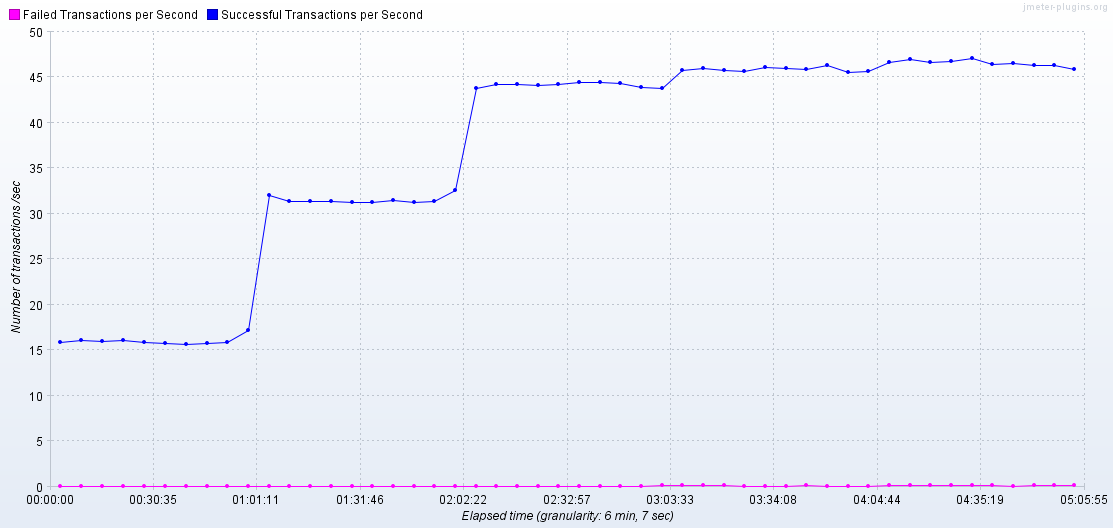 Failed Transactions per Second Successful Transactions per Second
jmeter-plugins.org
50
45
40
35
30
25
20
15
10
5
0
Number of transactions /sec
00:00:00 00:30:35 01:01:11 01:31:46 02:02:22 02:32:57 03:03:33 03:34:08 04:04:44 04:35:19 05:05:55
Elapsed time (granularity: 6 min, 7 sec)